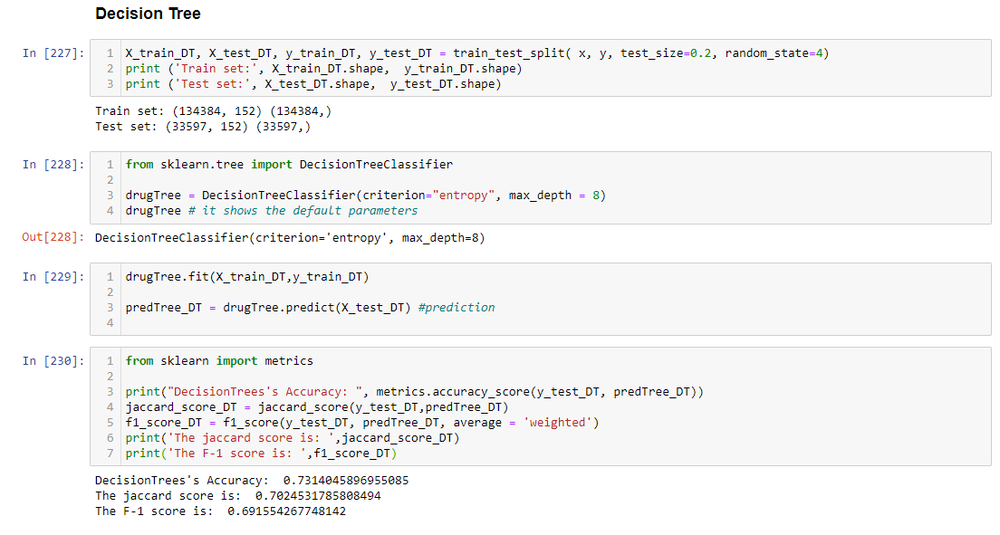 Decision Tree
In [227]:
1 X_train_DT, X_test_DT, y_train_DT, y_test_DT = train_test_split( x, y, test_size=0.2, random_state=4)
2 print ('Train set:', X_train_DT.shape,  y_train_DT.shape)
3 print ('Test set:', X_test_DT.shape,  y_test_DT.shape)
Train set: (134384, 152) (134384,)
Test set: (33597, 152) (33597,)
In [228]:
1 from sklearn.tree import DecisionTreeClassifier
2
3 drugTree = DecisionTreeClassifier(criterion="entropy", max_depth = 8)
4 drugTree # it shows the default parameters
Out[228]: DecisionTreeClassifier(criterion='entropy', max_depth=8)
In [229]:
1 drugTree.fit(X_train_DT,y_train_DT)
2
3 predTree_DT = drugTree.predict(X_test_DT) #prediction
4
In [230]:
1 from sklearn import metrics
2
3 print("DecisionTrees's Accuracy: ", metrics.accuracy_score(y_test_DT, predTree_DT))
4 jaccard_score_DT = jaccard_score(y_test_DT,predTree_DT)
5 f1_score_DT = f1_score(y_test_DT, predTree_DT, average = 'weighted')
6 print('The jaccard score is: ',jaccard_score_DT)
7 print('The F-1 score is: ',f1_score_DT)
DecisionTrees's Accuracy:  0.7314045896955085
The jaccard score is:  0.7024531785808494
The F-1 score is:  0.691554267748142